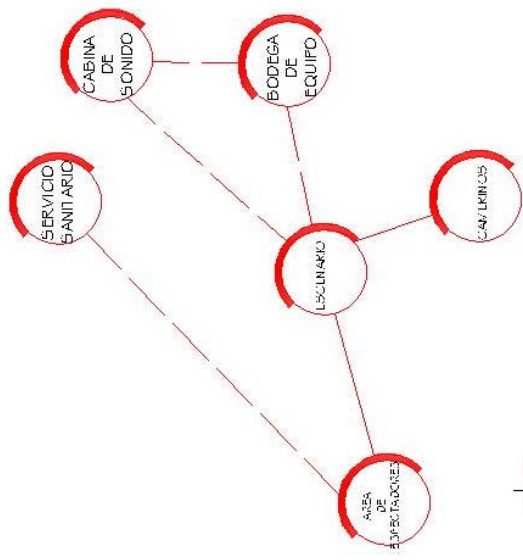 CABINA
DE
SONIDO
BODEGA
DE
EQUIPO
SERVICIO
SANITARIO
ESCENARIO
CAMERINOS
AREA
DE
ESPECTADORES